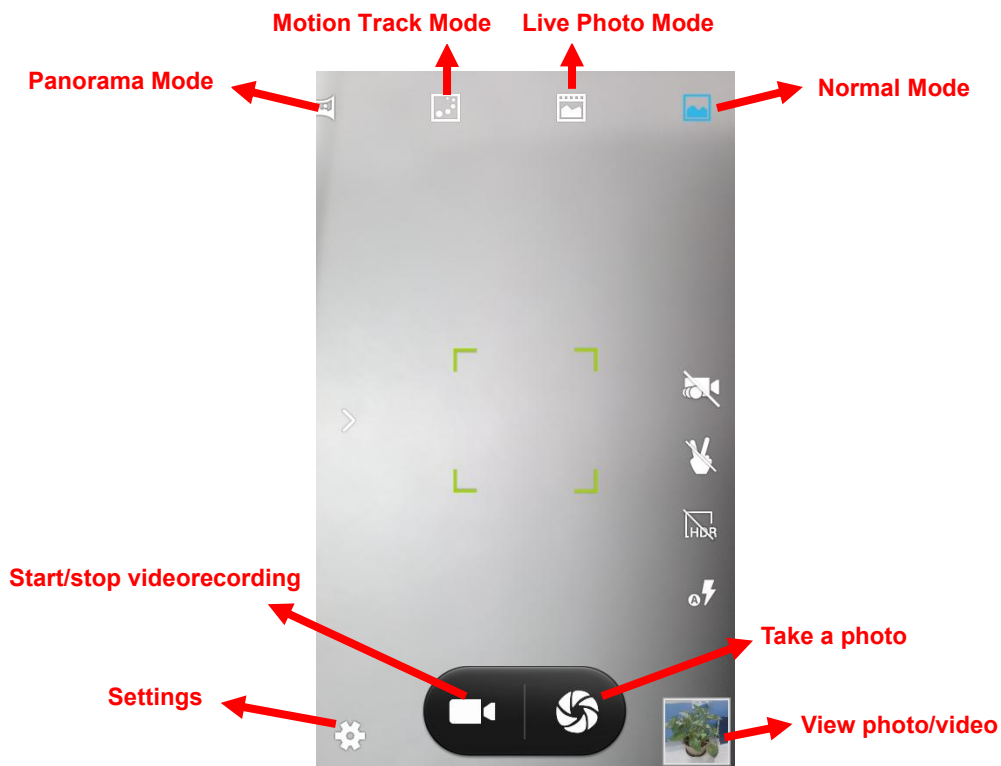 Motion Track Mode
Live Photo Mode
Panorama Mode
Normal Mode
HDR
A
Start/stop videorecording
Take a photo
Settings
View photo/video